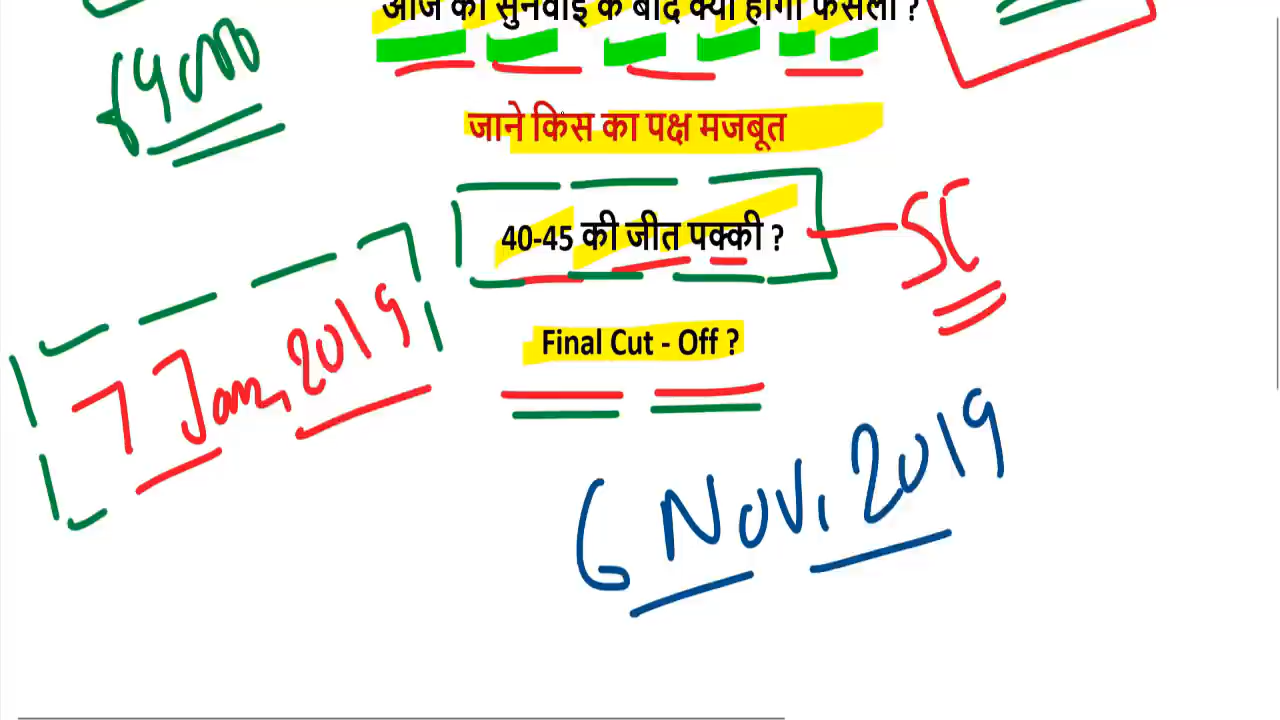 आज की सुनवाई के बाद क्या होगा फैसला ?
जाने किस का पक्ष मजबूत
40-45 की जीत पक्की ?
SC
7 Jan, 2019
Final Cut - Off ?
6 Nov, 2019